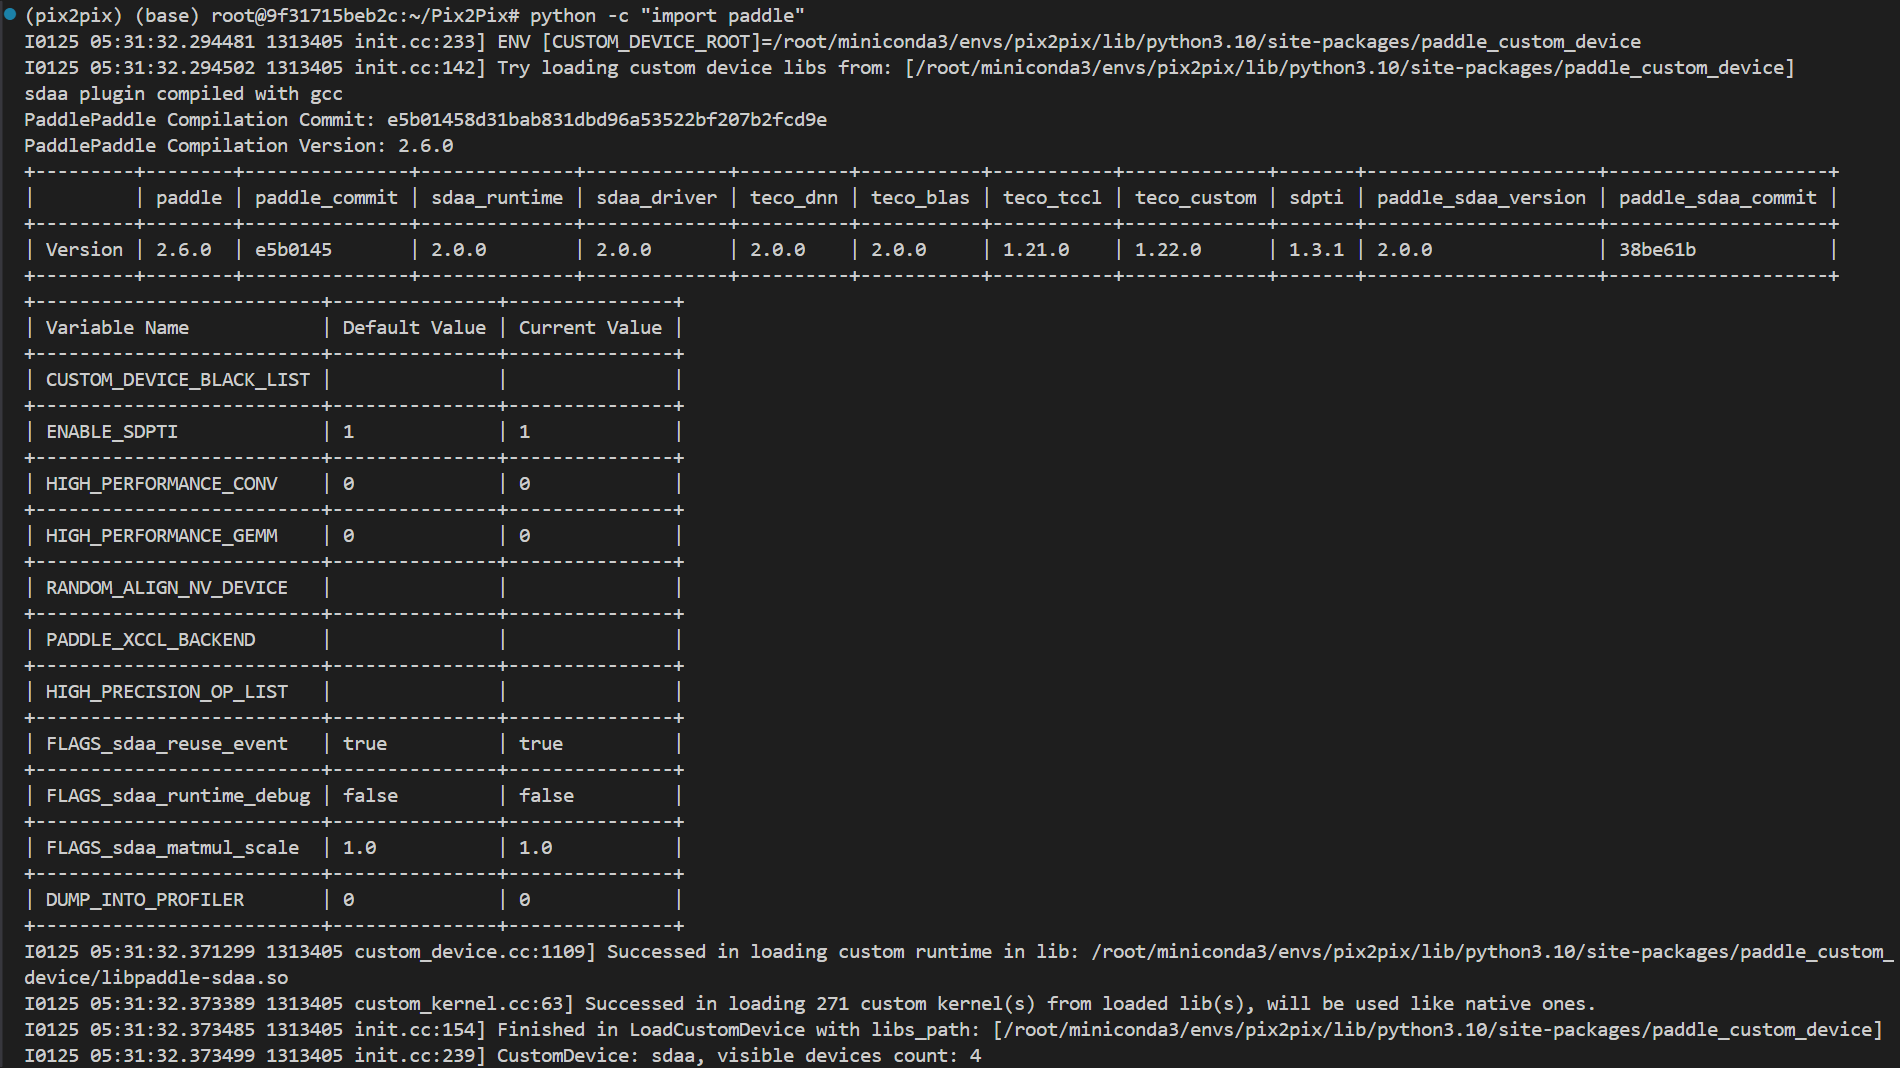 (pix2pix) (base) root@9f31715beb2c:~/Pix2Pix# python -c "import paddle"
I0125 05:31:32.294481 1313405 init.cc:233] ENV [CUSTOM_DEVICE_ROOT]=/root/miniconda3/envs/pix2pix/lib/python3.10/site-packages/paddle_custom_device
I0125 05:31:32.294502 1313405 init.cc:142] Try loading custom device libs from: [/root/miniconda3/envs/pix2pix/lib/python3.10/site-packages/paddle_custom_device]
sdaa plugin compiled with gcc
PaddlePaddle Compilation Commit: e5b01458d31bab831dbd96a53522bf207b2fcd9e
PaddlePaddle Compilation Version: 2.6.0
+---------+--------+---------------+--------------+-------------+----------+-----------+-----------+-------------+-------+---------------------+--------------------+
|         | paddle | paddle_commit | sdaa_runtime | sdaa_driver | teco_dnn | teco_blas | teco_tccl | teco_custom | sdpti | paddle_sdaa_version | paddle_sdaa_commit |
+---------+--------+---------------+--------------+-------------+----------+-----------+-----------+-------------+-------+---------------------+--------------------+
| Version | 2.6.0  | e5b0145       | 2.0.0        | 2.0.0       | 2.0.0    | 2.0.0     | 1.21.0    | 1.22.0      | 1.3.1 | 2.0.0               | 38be61b            |
+---------+--------+---------------+--------------+-------------+----------+-----------+-----------+-------------+-------+---------------------+--------------------+
+--------------------------+---------------+---------------+
| Variable Name            | Default Value | Current Value |
+--------------------------+---------------+---------------+
| CUSTOM_DEVICE_BLACK_LIST |               |               |
+--------------------------+---------------+---------------+
| ENABLE_SDPTI             | 1             | 1             |
+--------------------------+---------------+---------------+
| HIGH_PERFORMANCE_CONV    | 0             | 0             |
+--------------------------+---------------+---------------+
| HIGH_PERFORMANCE_GEMM    | 0             | 0             |
+--------------------------+---------------+---------------+
| RANDOM_ALIGN_NV_DEVICE   |               |               |
+--------------------------+---------------+---------------+
| PADDLE_XCCL_BACKEND      |               |               |
+--------------------------+---------------+---------------+
| HIGH_PRECISION_OP_LIST   |               |               |
+--------------------------+---------------+---------------+
| FLAGS_sdaa_reuse_event   | true          | true          |
+--------------------------+---------------+---------------+
| FLAGS_sdaa_runtime_debug | false         | false         |
+--------------------------+---------------+---------------+
| FLAGS_sdaa_matmul_scale  | 1.0           | 1.0           |
+--------------------------+---------------+---------------+
| DUMP_INTO_PROFILER       | 0             | 0             |
+--------------------------+---------------+---------------+
I0125 05:31:32.371299 1313405 custom_device.cc:1109] Successed in loading custom runtime in lib: /root/miniconda3/envs/pix2pix/lib/python3.10/site-packages/paddle_custom_
device/libpaddle-sdaa.so
I0125 05:31:32.373389 1313405 custom_kernel.cc:63] Successed in loading 271 custom kernel(s) from loaded lib(s), will be used like native ones.
I0125 05:31:32.373485 1313405 init.cc:154] Finished in LoadCustomDevice with libs_path: [/root/miniconda3/envs/pix2pix/lib/python3.10/site-packages/paddle_custom_device]
I0125 05:31:32.373499 1313405 init.cc:239] CustomDevice: sdaa, visible devices count: 4